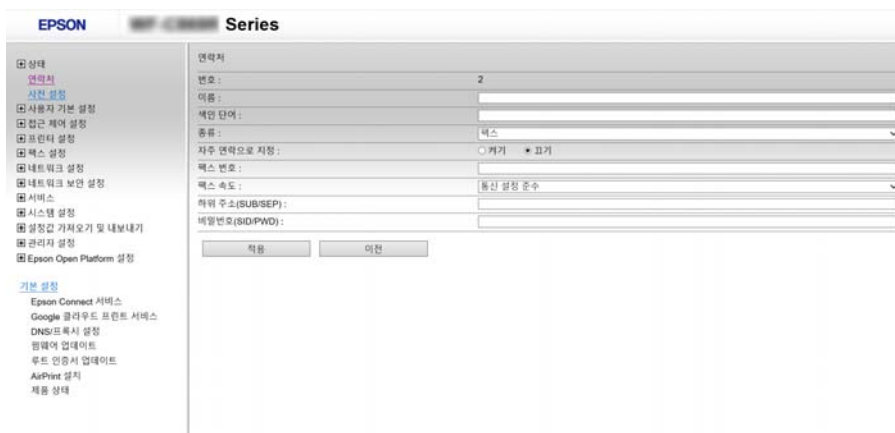 EPSON
Series
상태
연락처
사전 설정
사용자 기본 설정
접근 제어 설정
프린터 설정
팩스 설정
네트워크 설정
네트워크 보안 설정
서비스
시스템 설정
설정값 가져오기 및 내보내기
관리자 설정
Epson Open Platform 설정
기본 설정
Epson Connect 서비스
Google 클라우드 프린트 서비스
DNS/프록시 설정
펌웨어 업데이트
루트 인증서 업데이트
AirPrint 설치
제품 상태
연락처
번호 : 2
이름 :
색인 단어 :
종류 : 팩스
자주 연락으로 지정 : 켜기 끄기
팩스 번호 :
팩스 속도 : 통신 설정 준수
하위 주소(SUB/SEP) :
비밀번호(SID/PWD) :
적용 이전